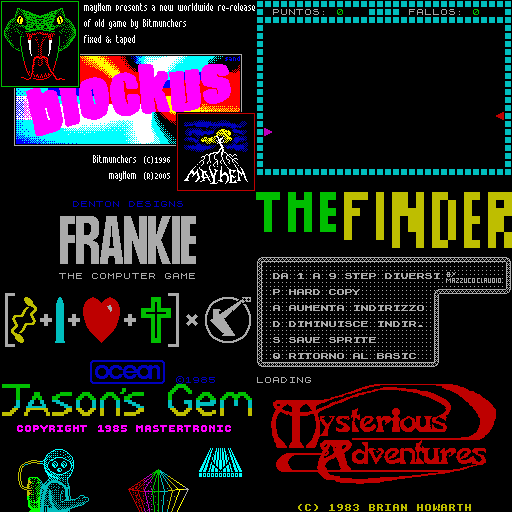 mayhem presents a new worldwide re-release
of old game by Bitmunchers
fixed & taped
blockus
Bitmunchers (C)1996
mayhem (R)2005
MAYHEM
PUNTOS: 0 FALLOS: 0
DENTON DESIGNS
FRANKIE
THE COMPUTER GAME
ocean ©1985
THE FINDER
DA 1 A 9 STEP DIVERSI BY MAZZUCO CLAUDIO
P HARD COPY
A AUMENTA INDIRIZZO
D DIMINUISCE INDIR.
S SAVE SPRITE
Q RITORNO AL BASIC
Jason's Gem
COPYRIGHT 1985 MASTERTRONIC
LOADING
Mysterious
Adventures
(C) 1983 BRIAN HOWARTH